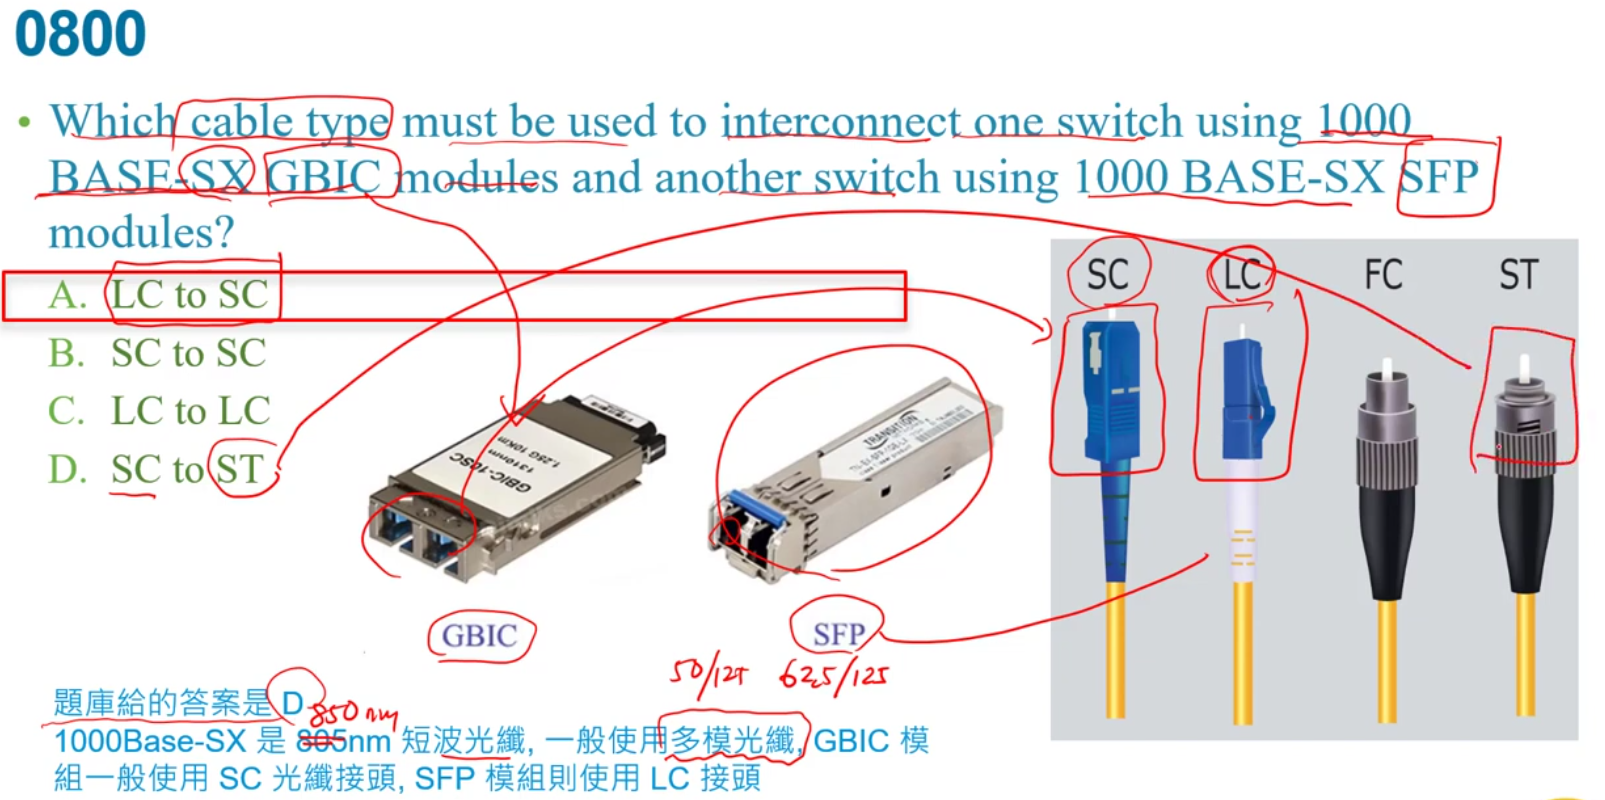 0800
• Which cable type must be used to interconnect one switch using 1000
BASE-SX GBIC modules and another switch using 1000 BASE-SX SFP
modules?
A. LC to SC
B. SC to SC
C. LC to LC
D. SC to ST
SC LC FC ST
GBIC-10SC
1310nm
1.25G 10Km
TRANSITION
GBIC
SFP
50/125 62.5/125
題庫給的答案是 D
850nm
1000Base-SX 是 805nm 短波光纖, 一般使用多模光纖, GBIC 模
組一般使用 SC 光纖接頭, SFP 模組則使用 LC 接頭